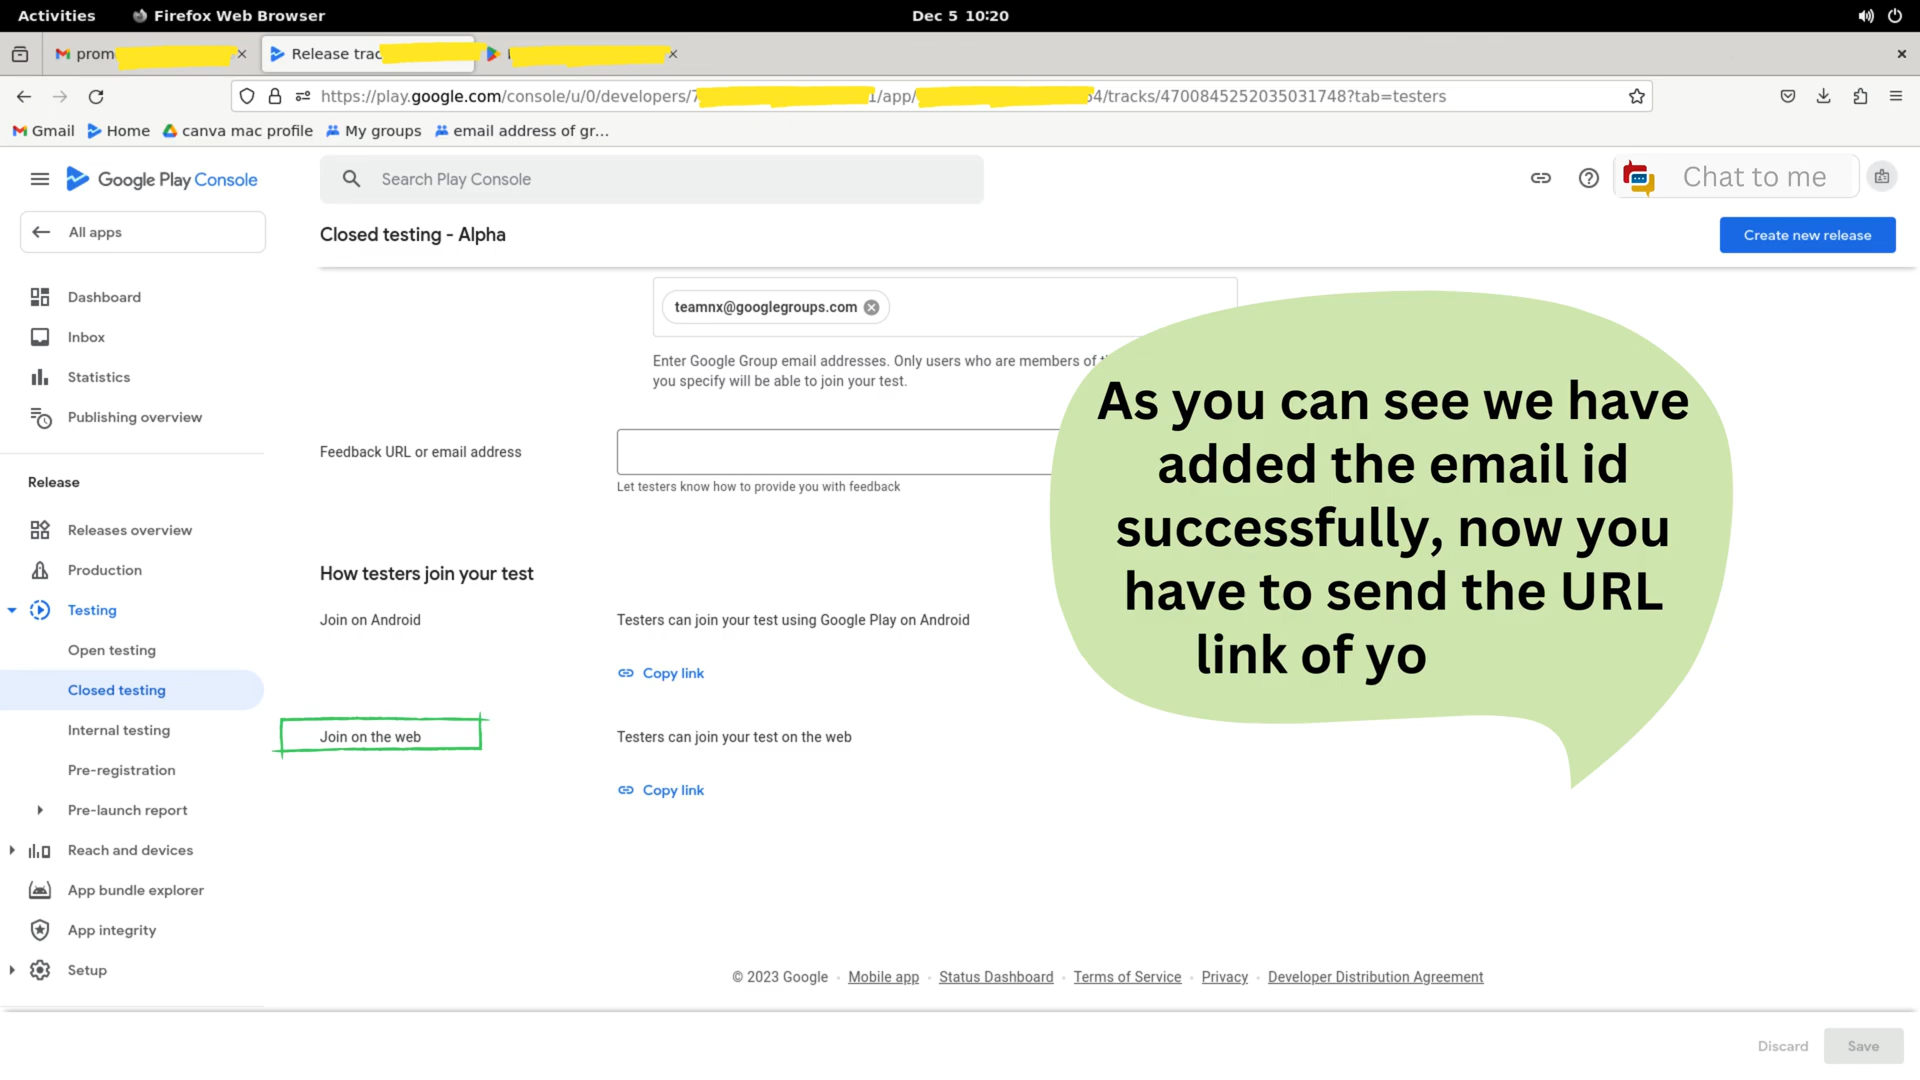 Activities Firefox Web Browser Dec 5 10:20
prom
Release trac
https://play.google.com/console/u/0/developers/7 1/app/ 64/tracks/4700845252035031748?tab=testers
Gmail Home canva mac profile My groups email address of gr...
Google Play Console
Search Play Console
Chat to me
All apps
Closed testing - Alpha
Create new release
Dashboard
Inbox
Statistics
Publishing overview
Release
Releases overview
Production
Testing
Open testing
Closed testing
Internal testing
Pre-registration
Pre-launch report
Reach and devices
App bundle explorer
App integrity
Setup
teamnx@googlegroups.com
Enter Google Group email addresses. Only users who are members of
you specify will be able to join your test.
Feedback URL or email address
Let testers know how to provide you with feedback
How testers join your test
Join on Android
Testers can join your test using Google Play on Android
Copy link
Join on the web
Testers can join your test on the web
Copy link
As you can see we have
added the email id
successfully, now you
have to send the URL
link of yo
© 2023 Google · Mobile app · Status Dashboard · Terms of Service · Privacy · Developer Distribution Agreement
Discard
Save